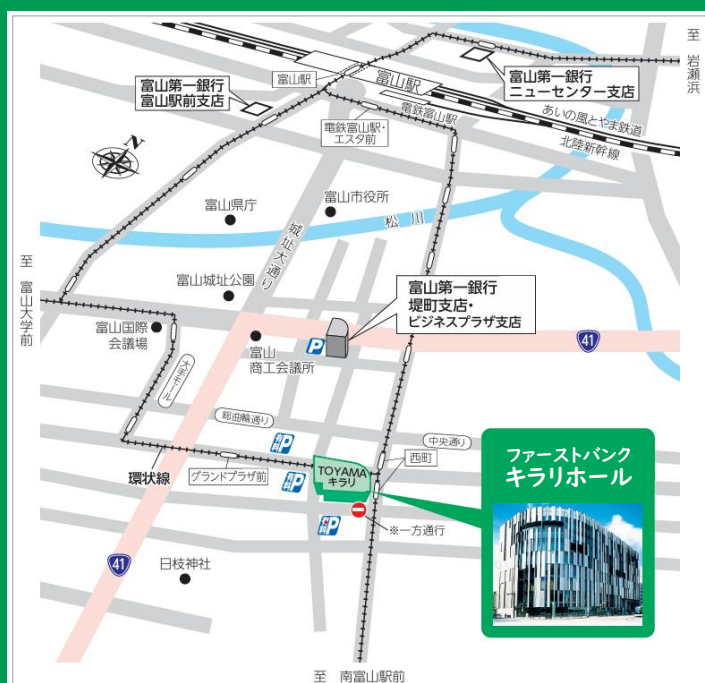 至 岩瀬浜
富山第一銀行
富山駅前支店
富山駅
富山駅
富山第一銀行
ニューセンター支店
電鉄富山駅
あいの風とやま鉄道
北陸新幹線
電鉄富山駅・
エスタ前
N
富山県庁
富山市役所
松川
城址大通り
至 富山大学前
富山城址公園
富山第一銀行
堤町支店・
ビジネスプラザ支店
富山国際
会議場
富山
商工会議所
P
41
大手モール
総曲輪通り
中央通り
有料P
西町
環状線
グランドプラザ前
有料P
TOYAMA
キラリ
ファーストバンク
キラリホール
有料P
※一方通行
41
日枝神社
至 南富山駅前